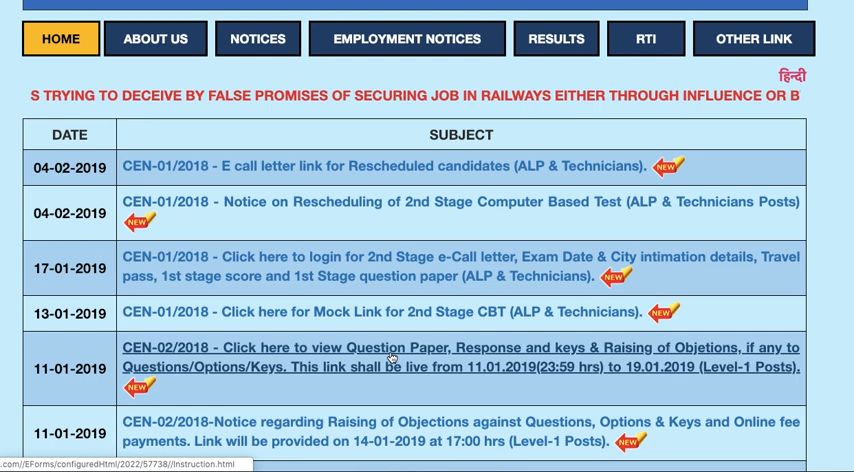 HOME ABOUT US NOTICES EMPLOYMENT NOTICES RESULTS RTI OTHER LINK
हिन्दी
S TRYING TO DECEIVE BY FALSE PROMISES OF SECURING JOB IN RAILWAYS EITHER THROUGH INFLUENCE OR B
DATE SUBJECT
04-02-2019 CEN-01/2018 - E call letter link for Rescheduled candidates (ALP & Technicians). NEW
04-02-2019 CEN-01/2018 - Notice on Rescheduling of 2nd Stage Computer Based Test (ALP & Technicians Posts)
NEW
17-01-2019 CEN-01/2018 - Click here to login for 2nd Stage e-Call letter, Exam Date & City intimation details, Travel
pass, 1st stage score and 1st Stage question paper (ALP & Technicians). NEW
13-01-2019 CEN-01/2018 - Click here for Mock Link for 2nd Stage CBT (ALP & Technicians). NEW
11-01-2019 CEN-02/2018 - Click here to view Question Paper, Response and keys & Raising of Objetions, if any to
Questions/Options/Keys. This link shall be live from 11.01.2019(23:59 hrs) to 19.01.2019 (Level-1 Posts).
NEW
11-01-2019 CEN-02/2018-Notice regarding Raising of Objections against Questions, Options & Keys and Online fee
payments. Link will be provided on 14-01-2019 at 17:00 hrs (Level-1 Posts). NEW
.com//EForms/configuredHtml/2022/57738//Instruction.html